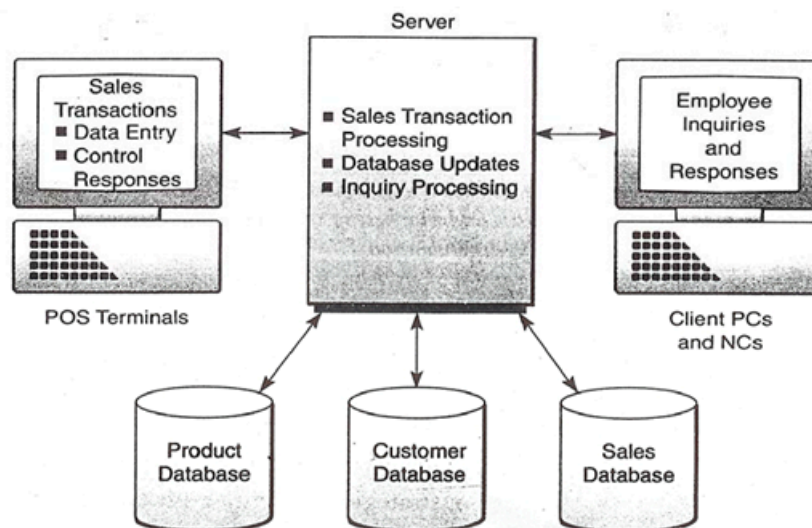 Server
Sales
Transactions
■ Data Entry
■ Control
Responses
■ Sales Transaction
Processing
■ Database Updates
■ Inquiry Processing
Employee
Inquiries
and
Responses
POS Terminals
Client PCs
and NCs
Product
Database
Customer
Database
Sales
Database